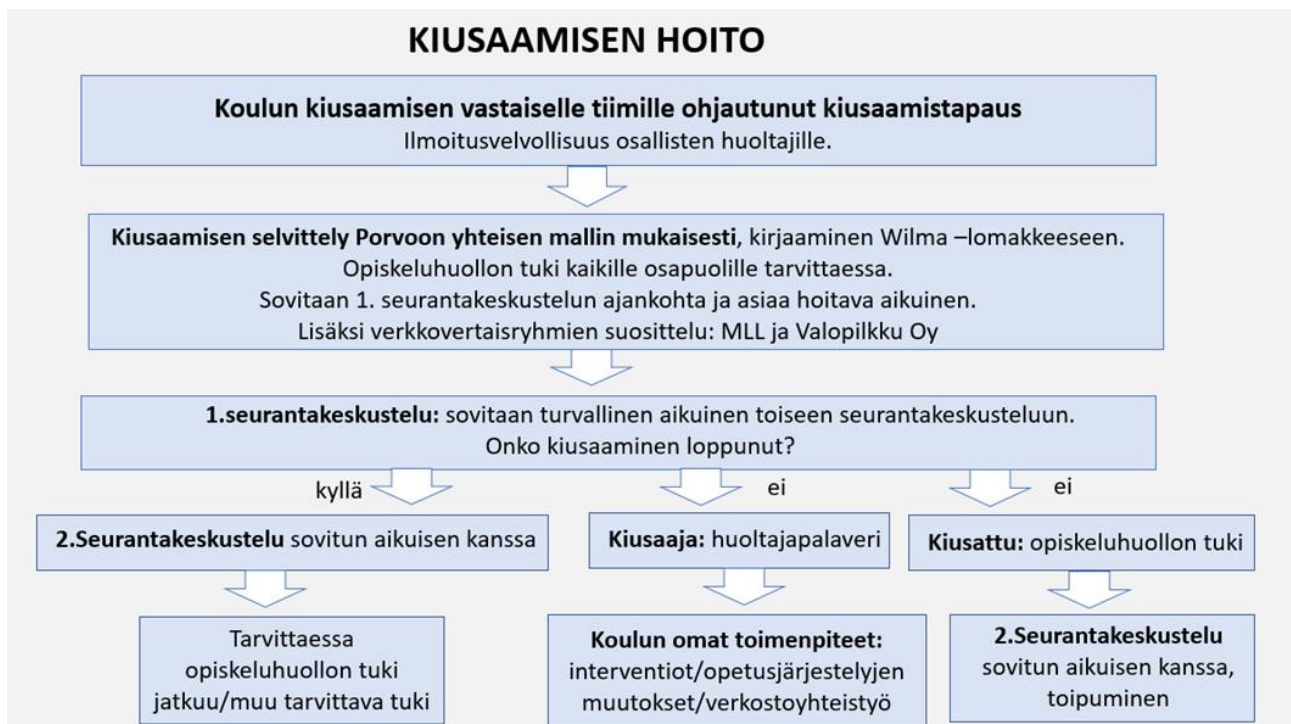 KIUSAAMISEN HOITO
Koulun kiusaamisen vastaiselle tiimille ohjautunut kiusaamistapaus
Ilmoitusvelvollisuus osallisten huoltajille.
Kiusaamisen selvittely Porvoon yhteisen mallin mukaisesti, kirjaaminen Wilma –lomakkeeseen.
Opiskeluhuollon tuki kaikille osapuolille tarvittaessa.
Sovitaan 1. seurantakeskustelun ajankohta ja asiaa hoitava aikuinen.
Lisäksi verkkovertaisryhmien suosittelu: MLL ja Valopilkku Oy
1.seurantakeskustelu: sovitaan turvallinen aikuinen toiseen seurantakeskusteluun.
Onko kiusaaminen loppunut?
kyllä
ei
ei
2.Seurantakeskustelu sovitun aikuisen kanssa
Kiusaaja: huoltajapalaveri
Kiusattu: opiskeluhuollon tuki
Tarvittaessa
opiskeluhuollon tuki
jatkuu/muu tarvittava tuki
Koulun omat toimenpiteet:
interventiot/opetusjärjestelyjen
muutokset/verkostoyhteistyö
2.Seurantakeskustelu
sovitun aikuisen kanssa,
toipuminen